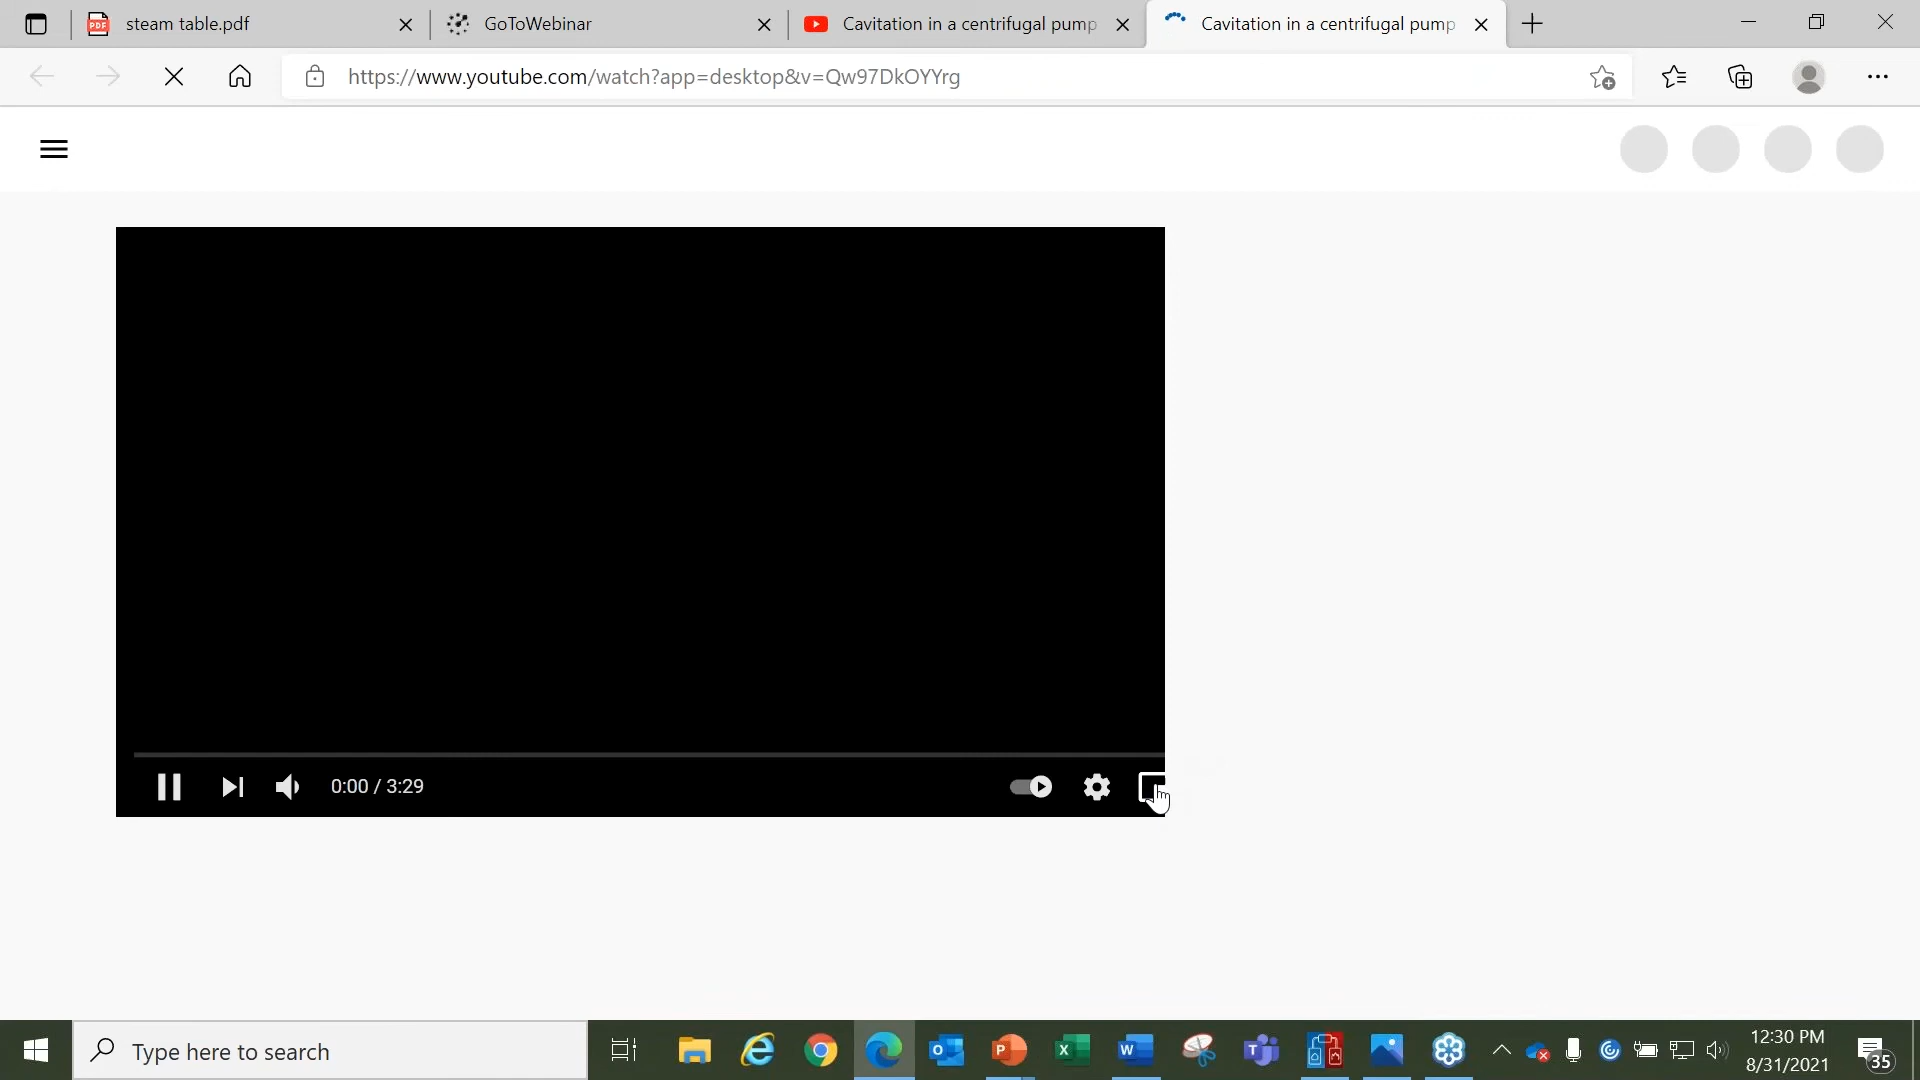 steam table.pdf
GoToWebinar
Cavitation in a centrifugal pump
Cavitation in a centrifugal pump
https://www.youtube.com/watch?app=desktop&v=Qw97DkOYYrg
0:00 / 3:29
Type here to search
12:30 PM
8/31/2021
35